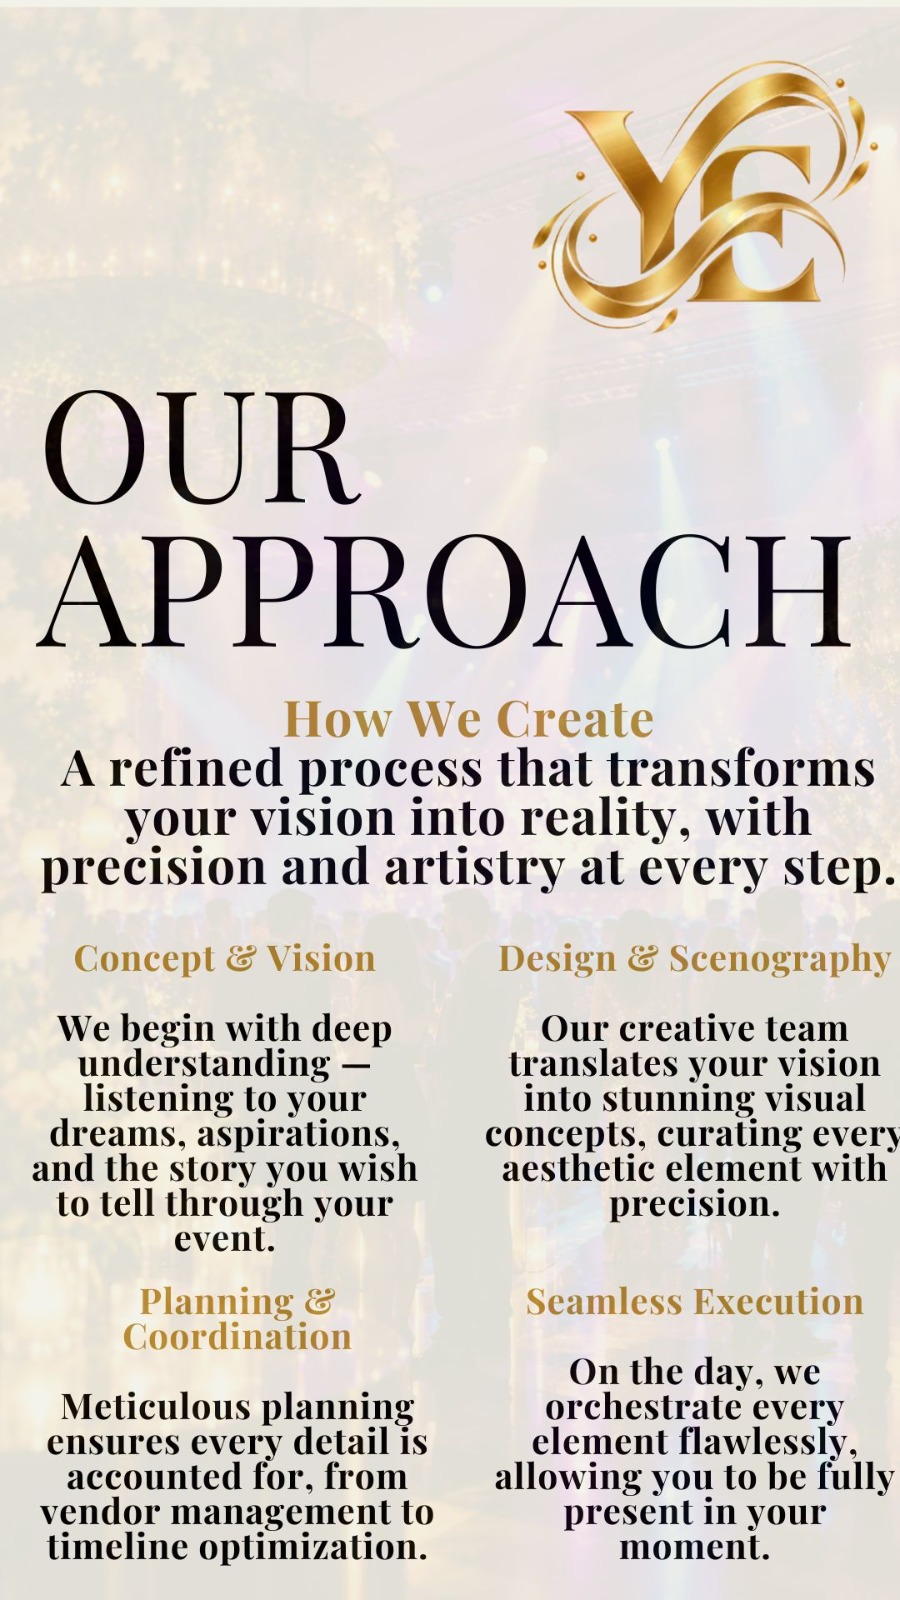 YE
OUR
APPROACH
How We Create
A refined process that transforms
your vision into reality, with
precision and artistry at every step.
Concept & Vision
We begin with deep
understanding —
listening to your
dreams, aspirations,
and the story you wish
to tell through your
event.
Design & Scenography
Our creative team
translates your vision
into stunning visual
concepts, curating every
aesthetic element with
precision.
Planning &
Coordination
Meticulous planning
ensures every detail is
accounted for, from
vendor management to
timeline optimization.
Seamless Execution
On the day, we
orchestrate every
element flawlessly,
allowing you to be fully
present in your
moment.